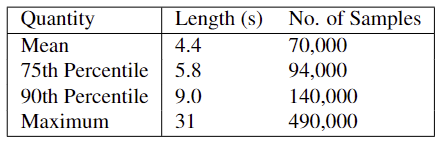 Quantity Length (s) No. of Samples
Mean 4.4 70,000
75th Percentile 5.8 94,000
90th Percentile 9.0 140,000
Maximum 31 490,000